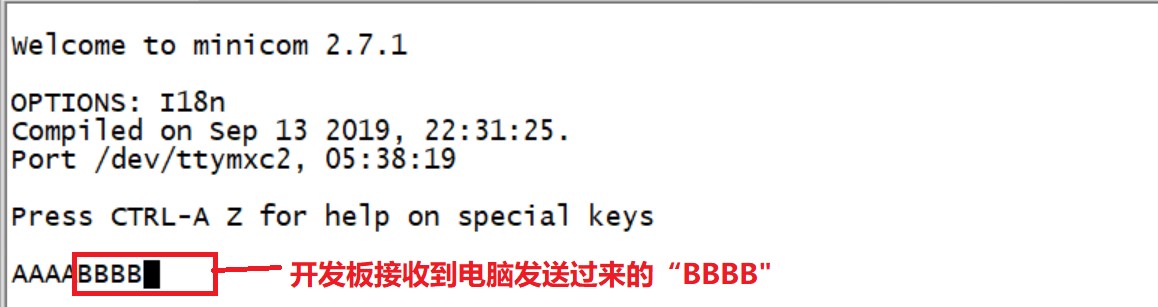 Welcome to minicom 2.7.1
OPTIONS: I18n
Compiled on Sep 13 2019, 22:31:25.
Port /dev/ttymxc2, 05:38:19
Press CTRL-A Z for help on special keys
AAAABBBB 开发板接收到电脑发送过来的“BBBB"